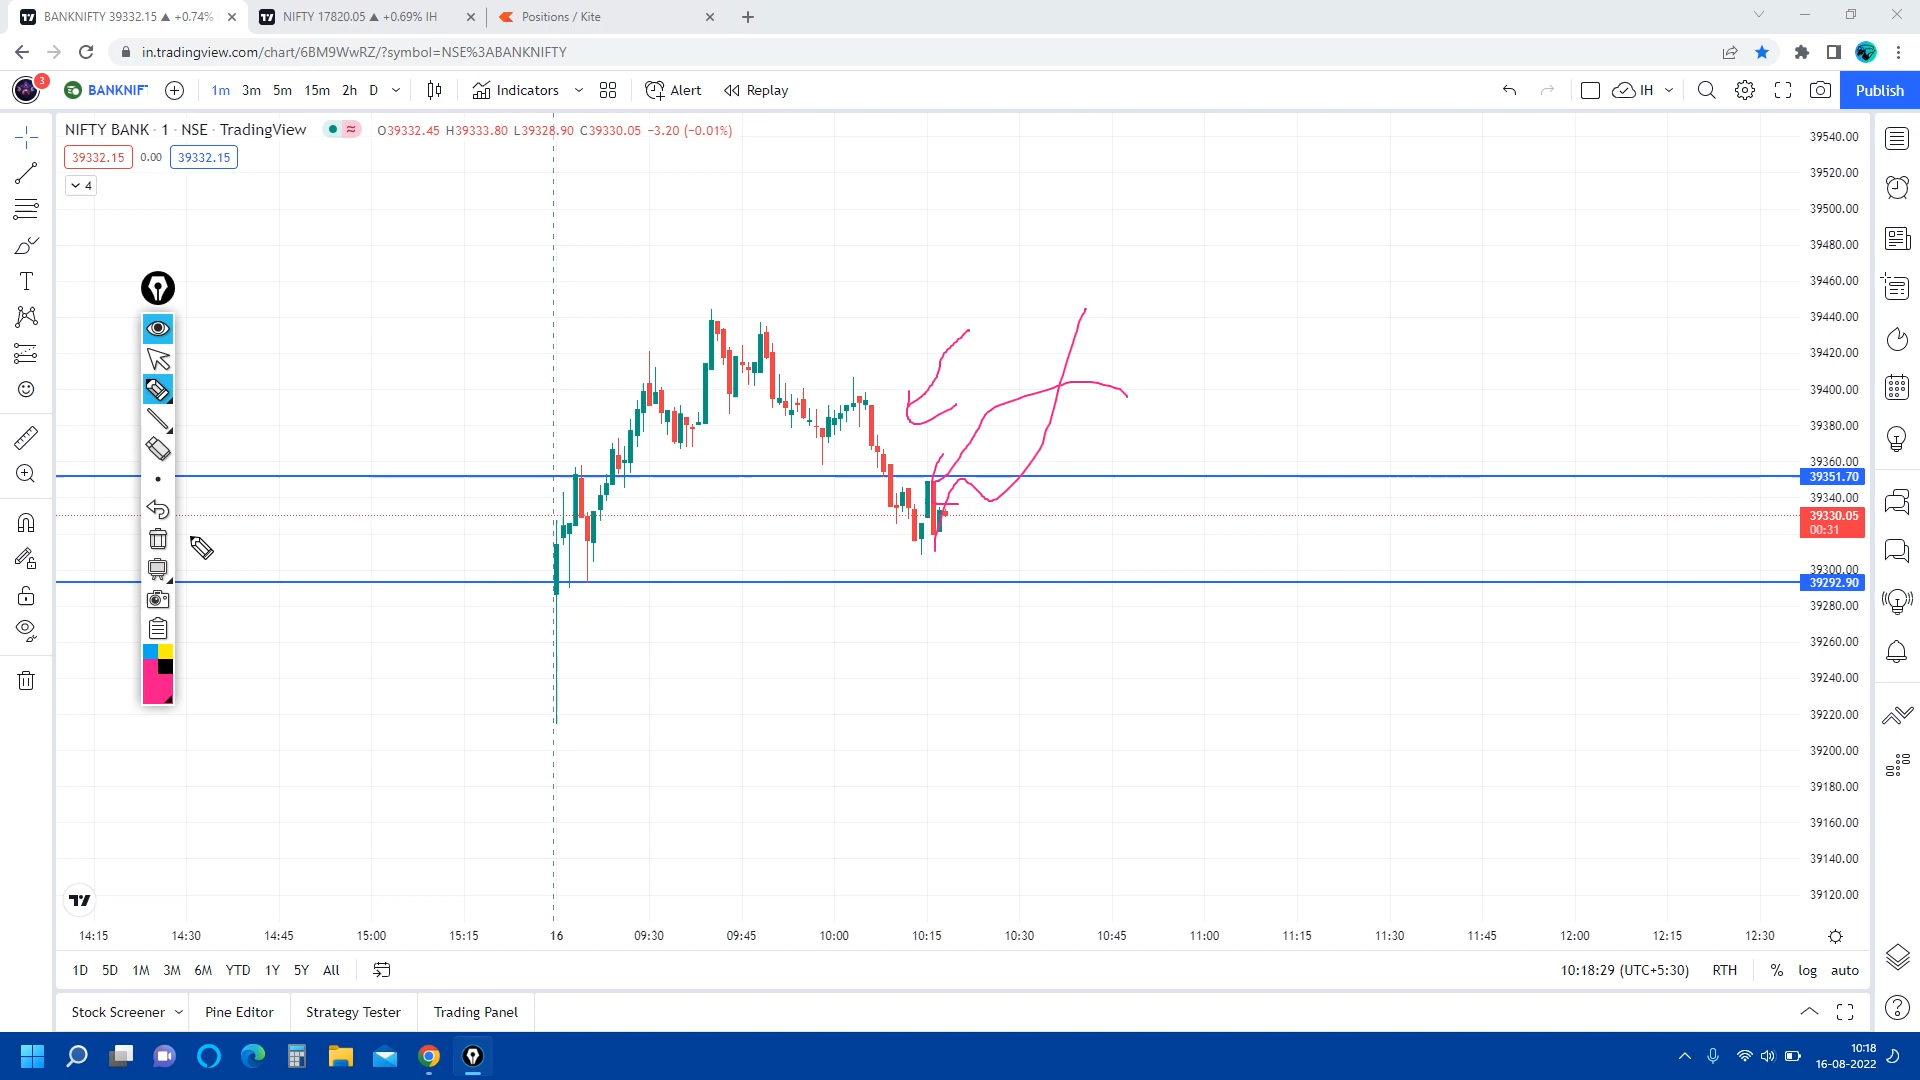 BANKNIFTY 39332.15 ▲ +0.74%
NIFTY 17820.05 ▲ +0.69% IH
Positions / Kite
in.tradingview.com/chart/6BM9WwRZ/?symbol=NSE%3ABANKNIFTY
3
BANKNIF
1m 3m 5m 15m 2h D
Indicators
Alert
Replay
IH
Publish
NIFTY BANK · 1 · NSE · TradingView
O39332.45 H39333.80 L39328.90 C39330.05 −3.20 (−0.01%)
39332.15 0.00 39332.15
4
39540.00
39520.00
39500.00
39480.00
39460.00
39440.00
39420.00
39400.00
39380.00
39360.00
39351.70
39340.00
39330.05
00:31
39300.00
39292.90
39280.00
39260.00
39240.00
39220.00
39200.00
39180.00
39160.00
39140.00
39120.00
14:15 14:30 14:45 15:00 15:15 16 09:30 09:45 10:00 10:15 10:30 10:45 11:00 11:15 11:30 11:45 12:00 12:15 12:30
1D 5D 1M 3M 6M YTD 1Y 5Y All
10:18:29 (UTC+5:30) RTH % log auto
Stock Screener Pine Editor Strategy Tester Trading Panel
10:18
16-08-2022